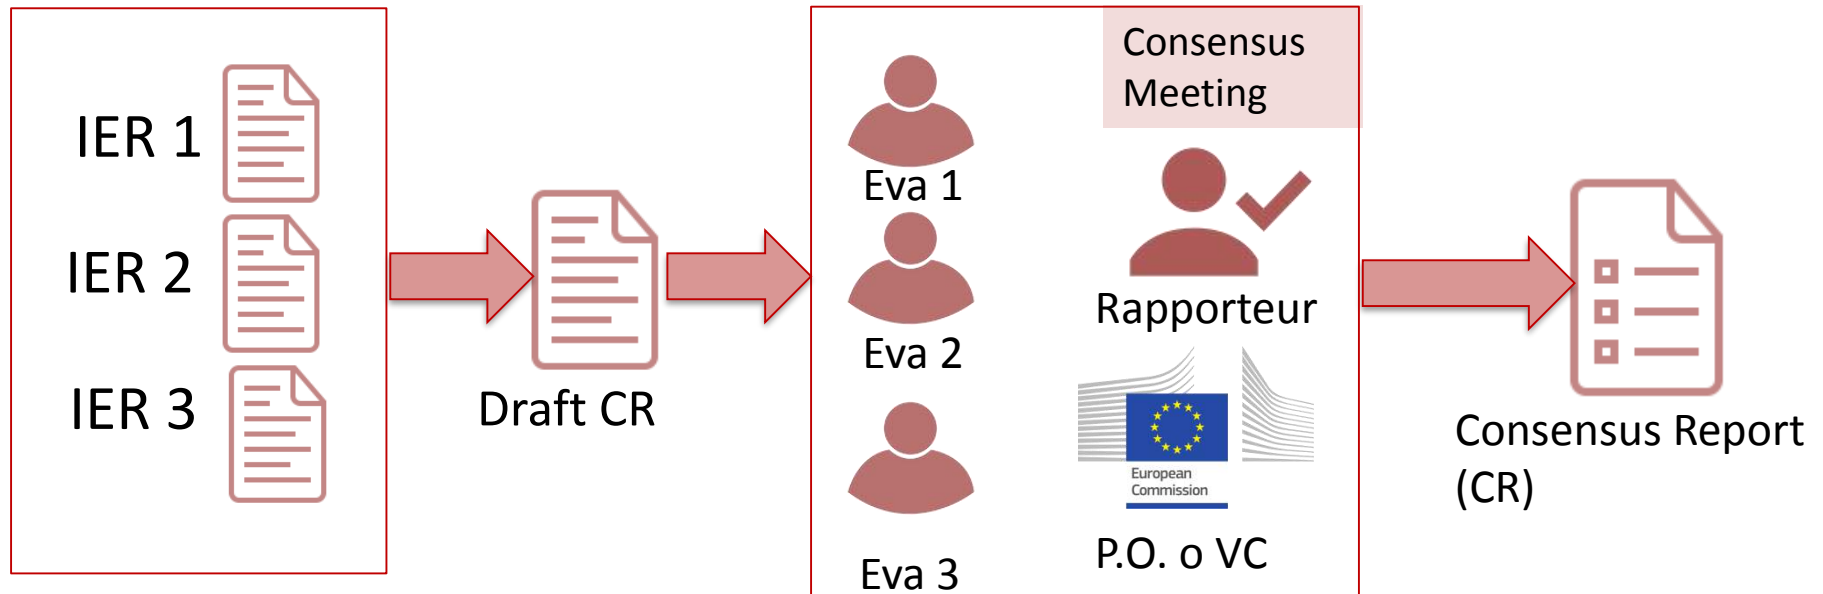 IER 1
IER 2
IER 3
Draft CR
Consensus
Meeting
Eva 1
Eva 2
Eva 3
Rapporteur
European
Commission
P.O. o VC
Consensus Report
(CR)